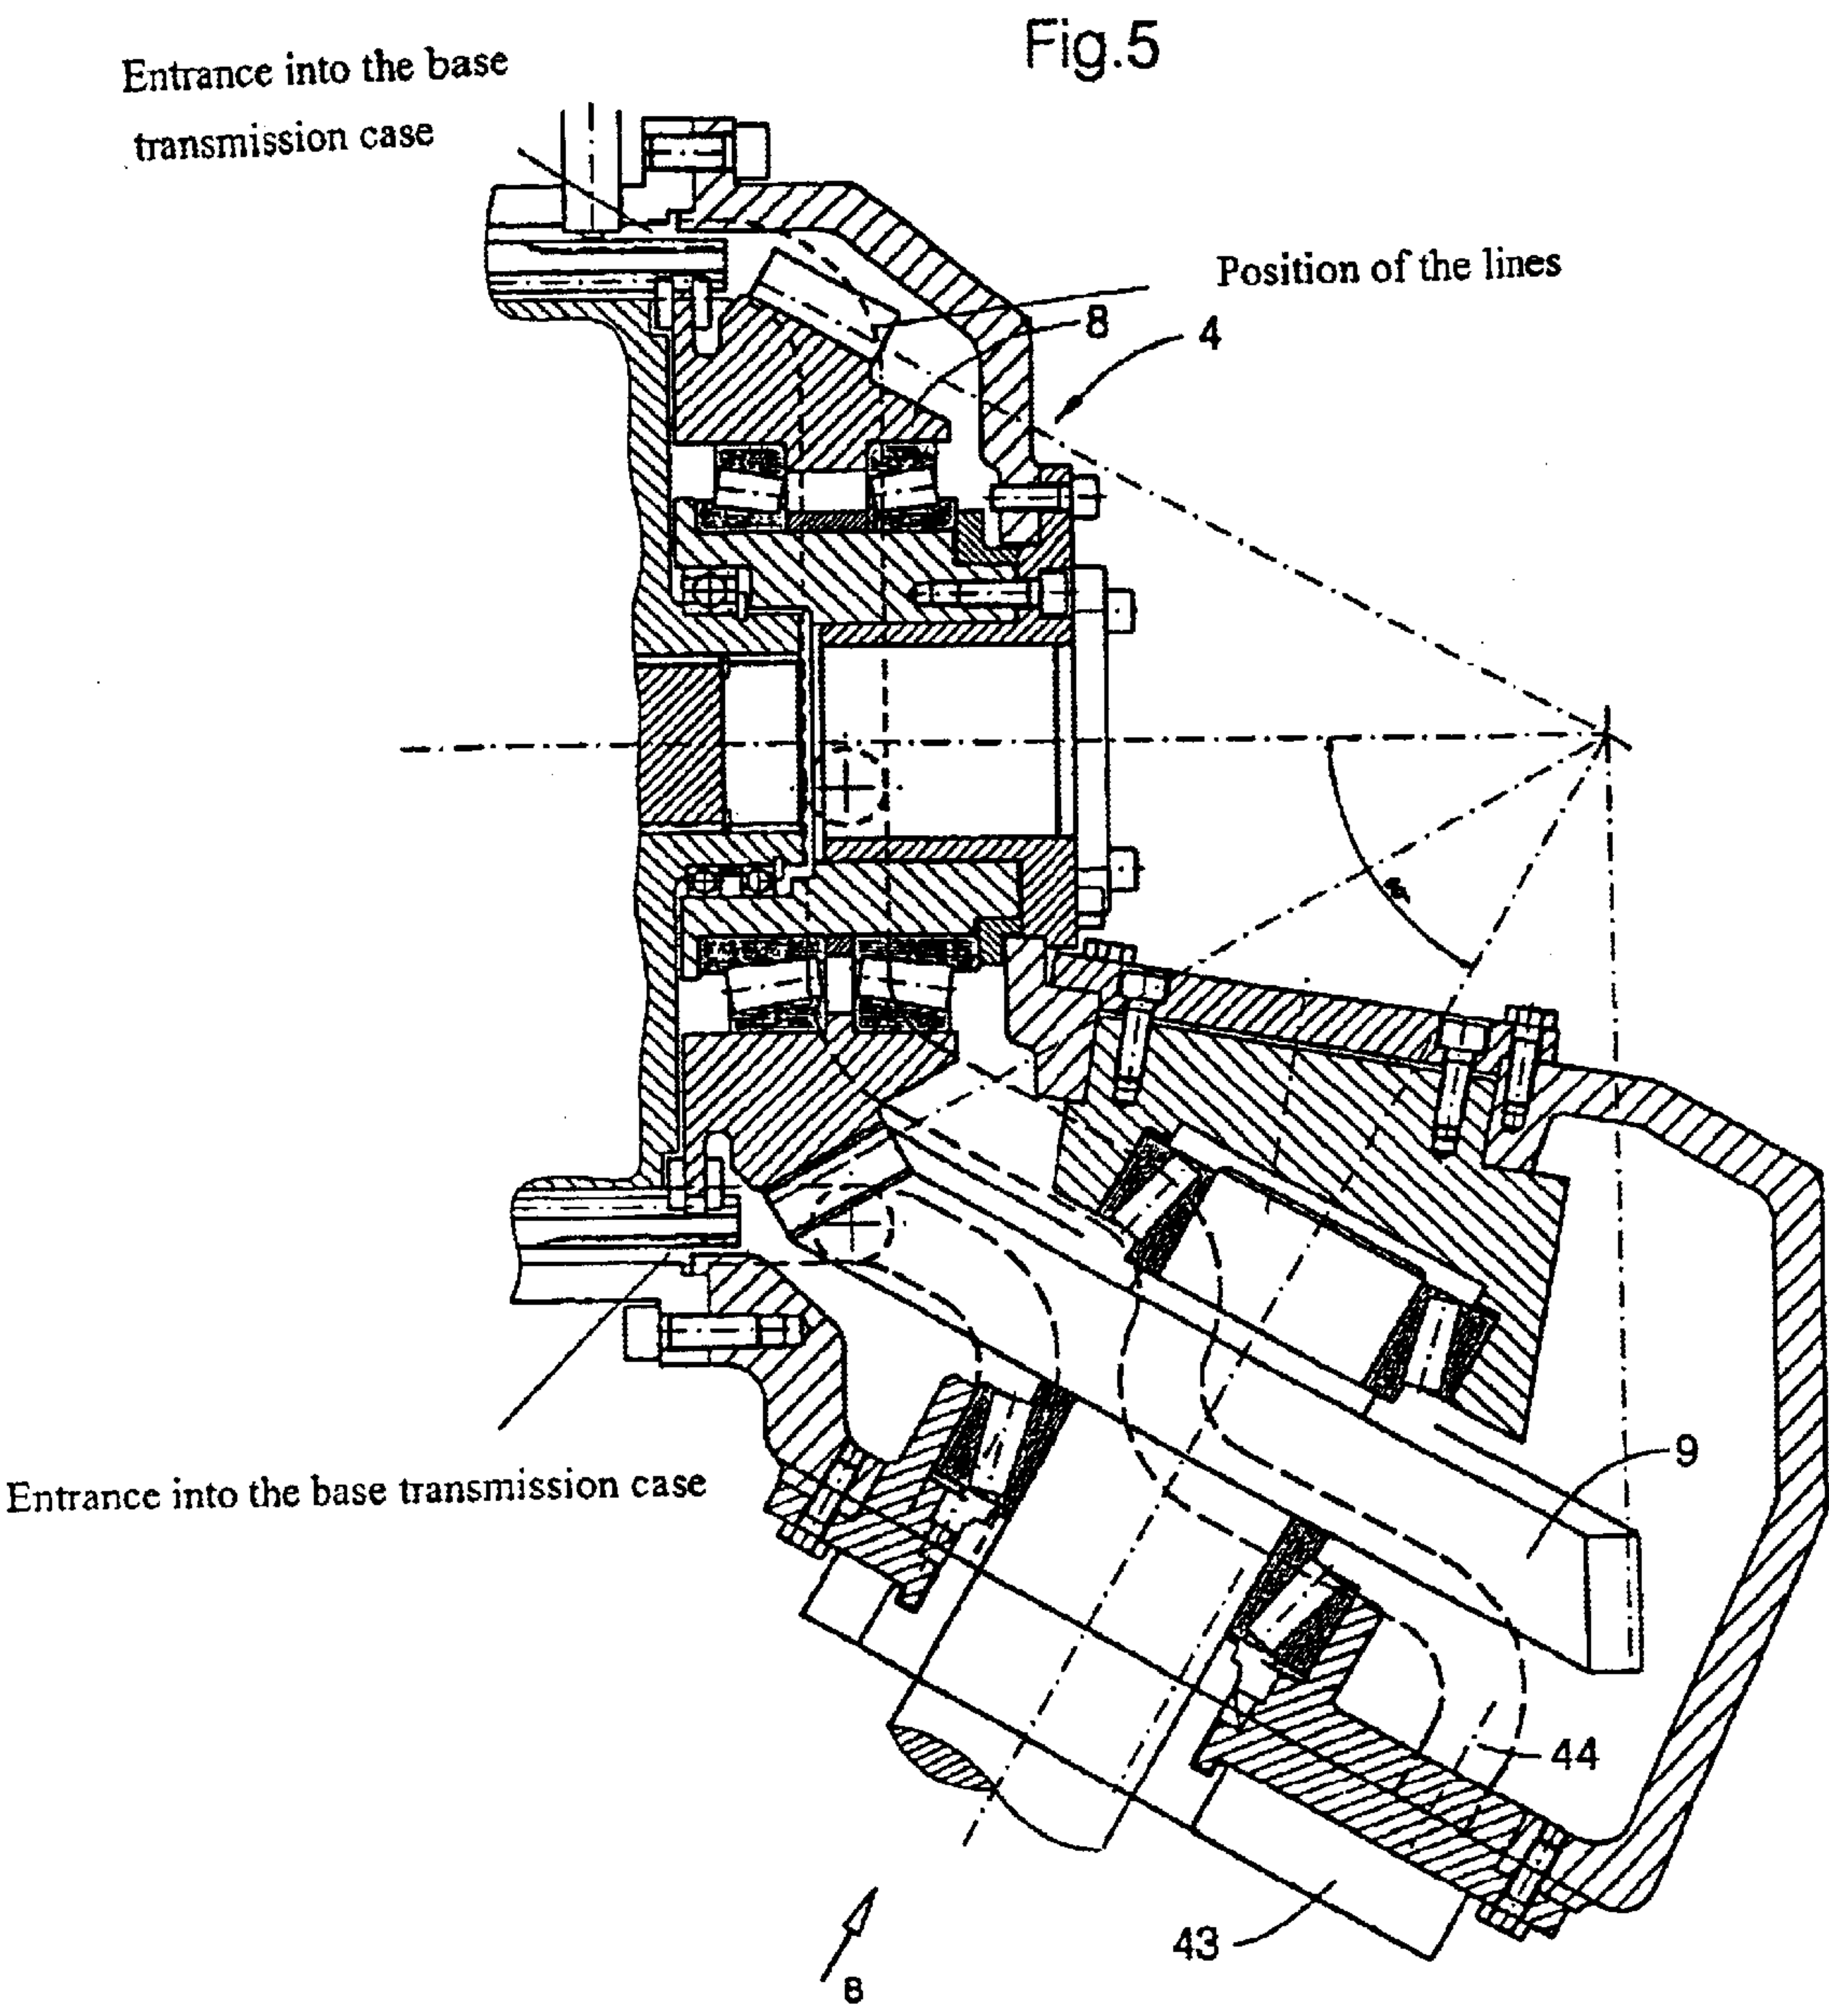 Fig.5
Entrance into the base
transmission case
Position of the lines
8
4
9
Entrance into the base transmission case
44
43
B